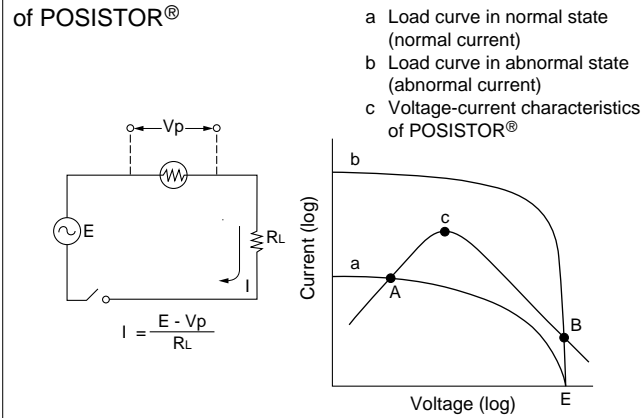 of POSISTOR®
a Load curve in normal state
(normal current)
b Load curve in abnormal state
(abnormal current)
c Voltage-current characteristics
of POSISTOR®
Vp
E
RL
I
I = E - Vp / RL
b
c
a
A
B
Current (log)
Voltage (log)
E